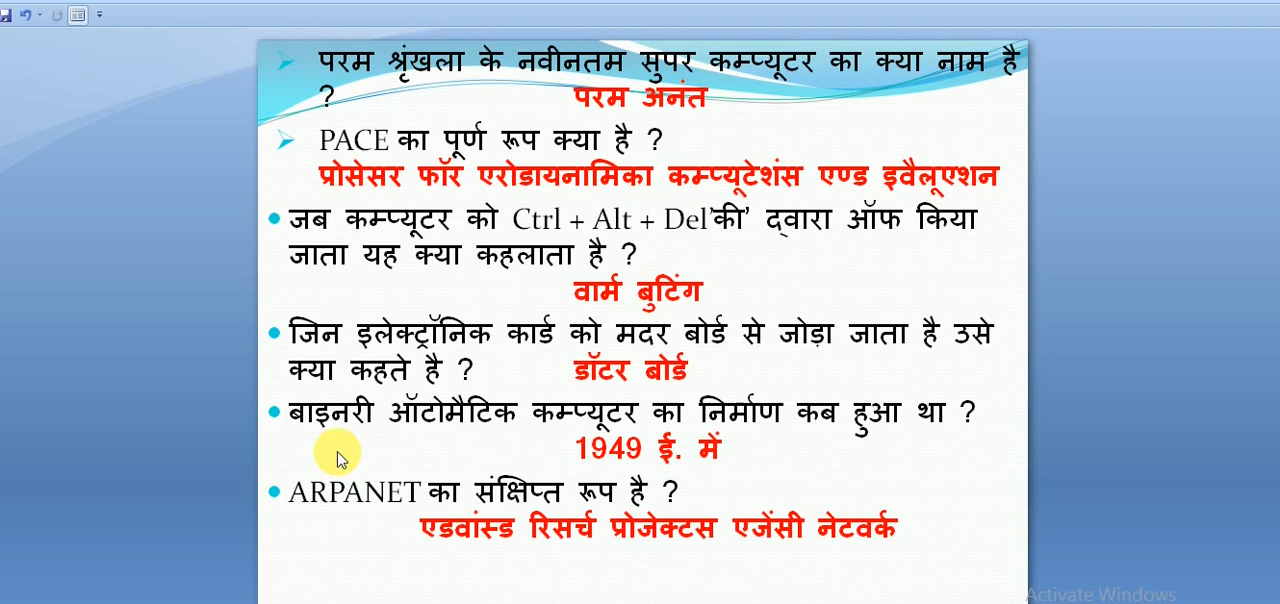 परम श्रृंखला के नवीनतम सुपर कम्प्यूटर का क्या नाम है
? परम अनंत
PACE का पूर्ण रूप क्या है ?
प्रोसेसर फॉर एरोडायनामिका कम्प्यूटेशंस एण्ड इवैलूएशन
जब कम्प्यूटर को Ctrl + Alt + Del'की' द्वारा ऑफ किया
जाता यह क्या कहलाता है ?
वार्म बुटिंग
जिन इलेक्ट्रॉनिक कार्ड को मदर बोर्ड से जोड़ा जाता है उसे
क्या कहते है ? डॉटर बोर्ड
बाइनरी ऑटोमैटिक कम्प्यूटर का निर्माण कब हुआ था ?
1949 ई. में
ARPANET का संक्षिप्त रूप है ?
एडवांस्ड रिसर्च प्रोजेक्टस एजेंसी नेटवर्क
Activate Windows